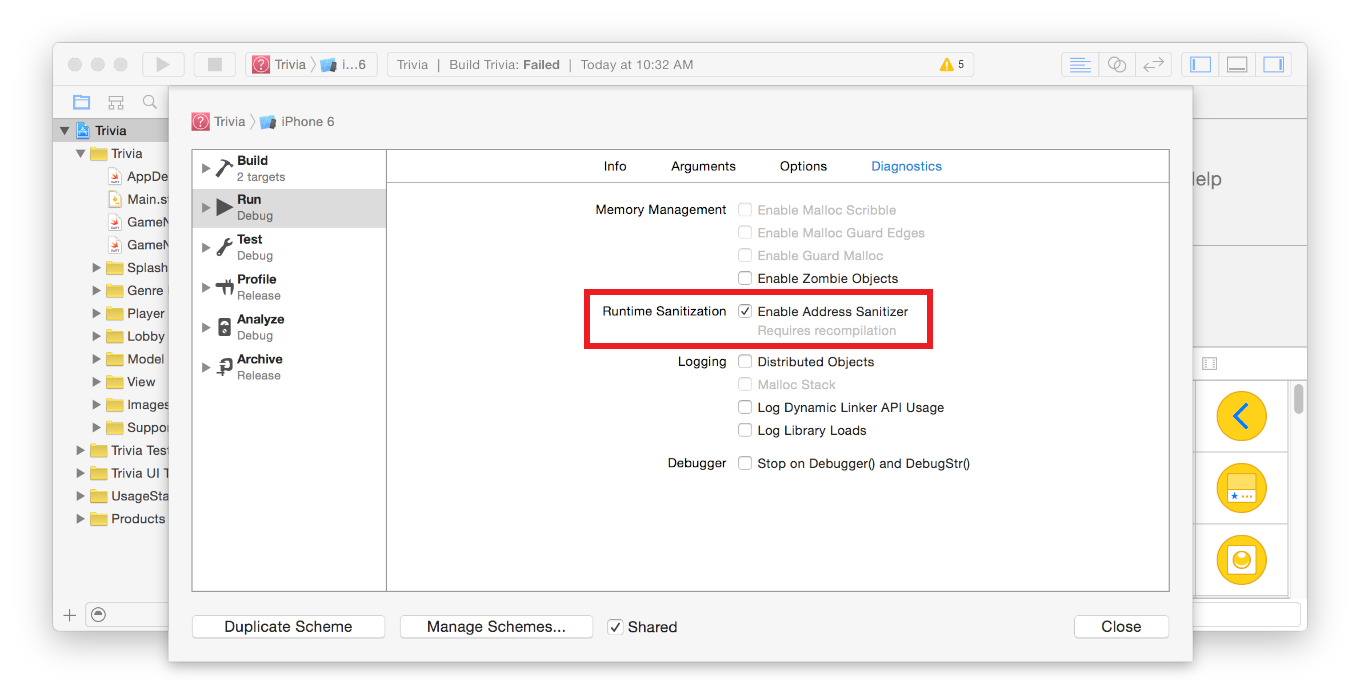 Trivia
i...6
Trivia | Build Trivia: Failed | Today at 10:32 AM
5
Trivia
iPhone 6
Trivia
Trivia
AppDe
Main.st
GameN
GameN
Splash
Genre
Player
Lobby
Model
View
Images
Suppor
Trivia Test
Trivia UI T
UsageSta
Products
Build
2 targets
Run
Debug
Test
Debug
Profile
Release
Analyze
Debug
Archive
Release
Info Arguments Options Diagnostics
Memory Management Enable Malloc Scribble
Enable Malloc Guard Edges
Enable Guard Malloc
Enable Zombie Objects
Runtime Sanitization Enable Address Sanitizer
Requires recompilation
Logging Distributed Objects
Malloc Stack
Log Dynamic Linker API Usage
Log Library Loads
Debugger Stop on Debugger() and DebugStr()
elp
Duplicate Scheme Manage Schemes... Shared Close